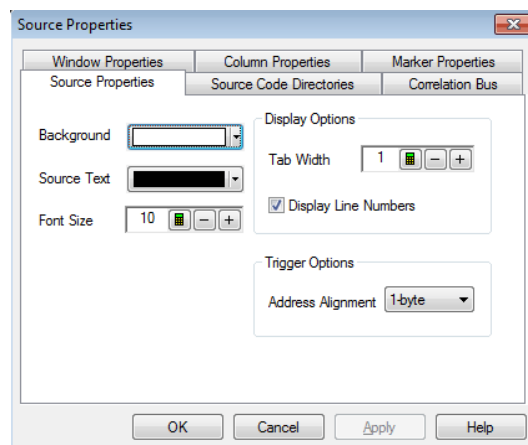 Source Properties
Window Properties Column Properties Marker Properties
Source Properties Source Code Directories Correlation Bus
Background
Source Text
Font Size 10
Display Options
Tab Width 1
Display Line Numbers
Trigger Options
Address Alignment 1-byte
OK Cancel Apply Help